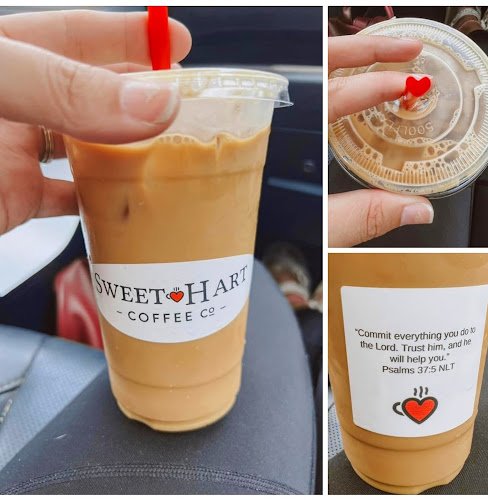 SWEET HART
- COFFEE CO -
"Commit everything you do to
the Lord. Trust him, and he
will help you."
Psalms 37:5 NLT